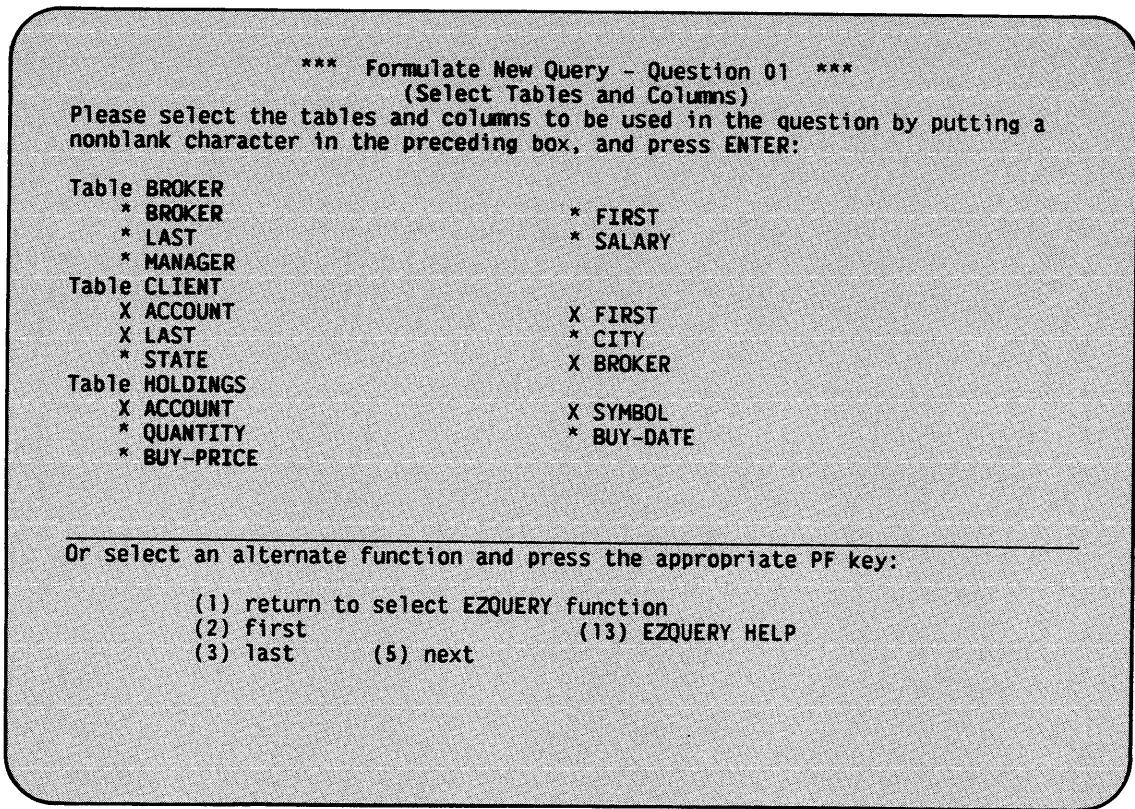 *** Formulate New Query - Question 01 ***
(Select Tables and Columns)
Please select the tables and columns to be used in the question by putting a
nonblank character in the preceding box, and press ENTER:
Table BROKER
* BROKER * FIRST
* LAST * SALARY
* MANAGER
Table CLIENT
X ACCOUNT X FIRST
X LAST * CITY
* STATE X BROKER
Table HOLDINGS
X ACCOUNT X SYMBOL
* QUANTITY * BUY-DATE
* BUY-PRICE
Or select an alternate function and press the appropriate PF key:
(1) return to select EZQUERY function
(2) first (13) EZQUERY HELP
(3) last (5) next